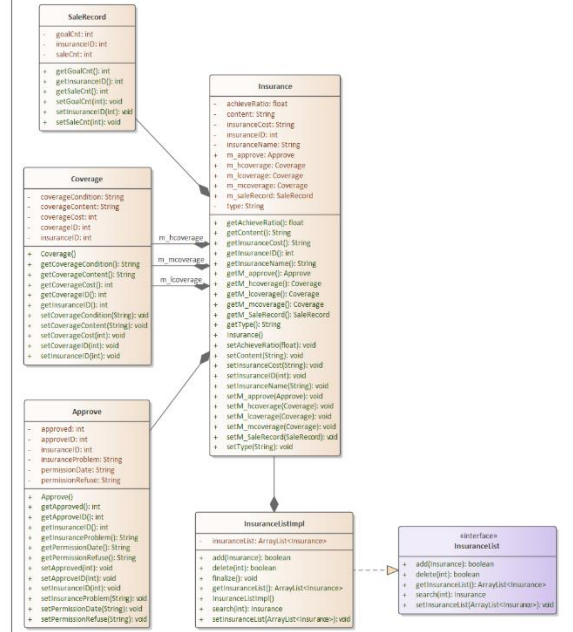 SaleRecord
- goalCnt: int
- insuranceID: int
- saleCnt: int
+ getGoalCnt(): int
+ getInsuranceID(): int
+ getSaleCnt(): int
+ setGoalCnt(int): void
+ setInsuranceID(int): void
+ setSaleCnt(int): void
Coverage
- coverageCondition: String
- coverageContent: String
- coverageCost: int
- coverageID: int
- insuranceID: int
+ Coverage()
+ getCoverageCondition(): String
+ getCoverageContent(): String
+ getCoverageCost(): int
+ getCoverageID(): int
+ getInsuranceID(): int
+ setCoverageCondition(String): void
+ setCoverageContent(String): void
+ setCoverageCost(int): void
+ setCoverageID(int): void
+ setInsuranceID(int): void
m_hcoverage
m_mcoverage
m_lcoverage
Insurance
- achieveRatio: float
- content: String
- insuranceCost: String
- insuranceID: int
- insuranceName: String
+ m_approve: Approve
+ m_hcoverage: Coverage
+ m_lcoverage: Coverage
+ m_mcoverage: Coverage
+ m_saleRecord: SaleRecord
- type: String
+ getAchieveRatio(): float
+ getContent(): String
+ getInsuranceCost(): String
+ getInsuranceID(): int
+ getInsuranceName(): String
+ getM_approve(): Approve
+ getM_hcoverage(): Coverage
+ getM_lcoverage(): Coverage
+ getM_mcoverage(): Coverage
+ getM_SaleRecord(): SaleRecord
+ getType(): String
+ Insurance()
+ setAchieveRatio(float): void
+ setContent(String): void
+ setInsuranceCost(String): void
+ setInsuranceID(int): void
+ setInsuranceName(String): void
+ setM_approve(Approve): void
+ setM_hcoverage(Coverage): void
+ setM_lcoverage(Coverage): void
+ setM_mcoverage(Coverage): void
+ setM_SaleRecord(SaleRecord): void
+ setType(String): void
Approve
- approved: int
- approveID: int
- insuranceID: int
- insuranceProblem: String
- permissionDate: String
- permissionRefuse: String
+ Approve()
+ getApproved(): int
+ getApproveID(): int
+ getInsuranceID(): int
+ getInsuranceProblem(): String
+ getPermissionDate(): String
+ getPermissionRefuse(): String
+ setApproved(int): void
+ setApproveID(int): void
+ setInsuranceID(int): void
+ setInsuranceProblem(String): void
+ setPermissionDate(String): void
+ setPermissionRefuse(String): void
InsuranceListImpl
- insuranceList: ArrayList<Insurance>
+ add(Insurance): boolean
+ delete(int): boolean
+ finalize(): void
+ getInsuranceList(): ArrayList<Insurance>
+ InsuranceListImpl()
+ search(int): Insurance
+ setInsuranceList(ArrayList<Insurance>): void
«interface»
InsuranceList
+ add(Insurance): boolean
+ delete(int): boolean
+ getInsuranceList(): ArrayList<Insurance>
+ search(int): Insurance
+ setInsuranceList(ArrayList<Insurance>): void